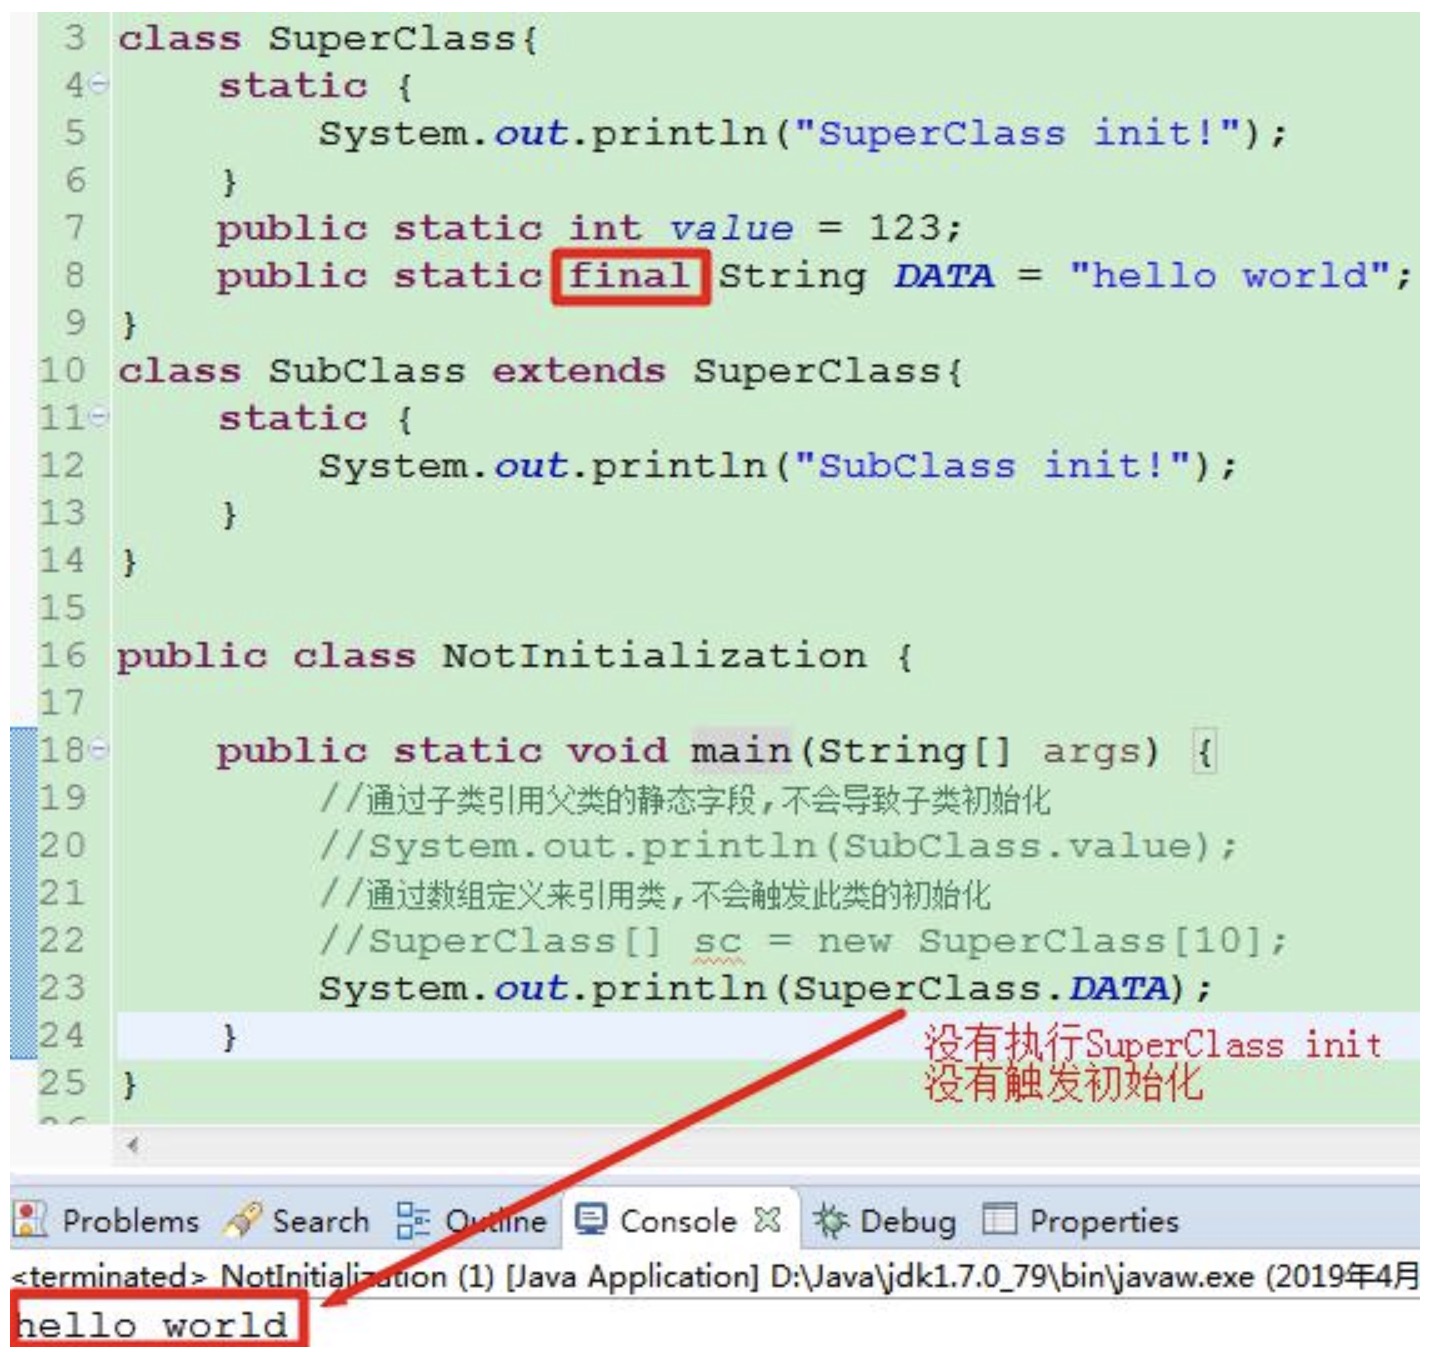 3 class SuperClass{
4 static {
5 System.out.println("SuperClass init!");
6 }
7 public static int value = 123;
8 public static final String DATA = "hello world";
9 }
10 class SubClass extends SuperClass{
11 static {
12 System.out.println("SubClass init!");
13 }
14 }
15
16 public class NotInitialization {
17
18 public static void main(String[] args) {
19 //通过子类引用父类的静态字段,不会导致子类初始化
20 //System.out.println(SubClass.value);
21 //通过数组定义来引用类,不会触发此类的初始化
22 //SuperClass[] sc = new SuperClass[10];
23 System.out.println(SuperClass.DATA);
24 }
没有执行SuperClass init
25 }
没有触发初始化
Problems Search Outline Console Debug Properties
<terminated> NotInitialization (1) [Java Application] D:\Java\jdk1.7.0_79\bin\javaw.exe (2019年4月
hello world